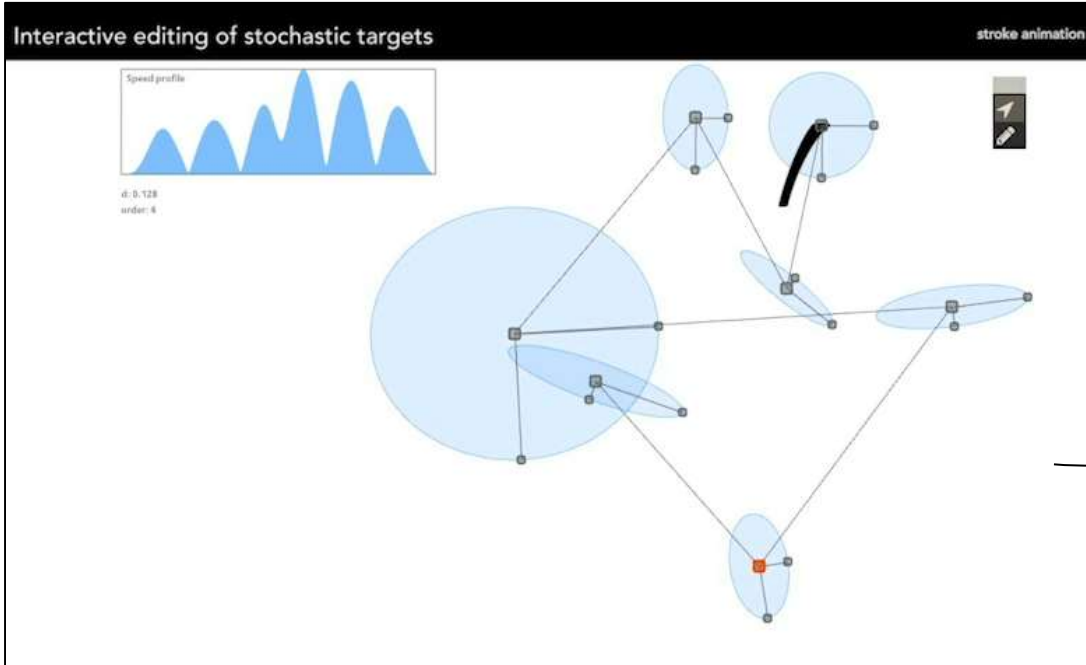 Interactive editing of stochastic targets
stroke animation
Speed profile
d: 0.128
order: 6